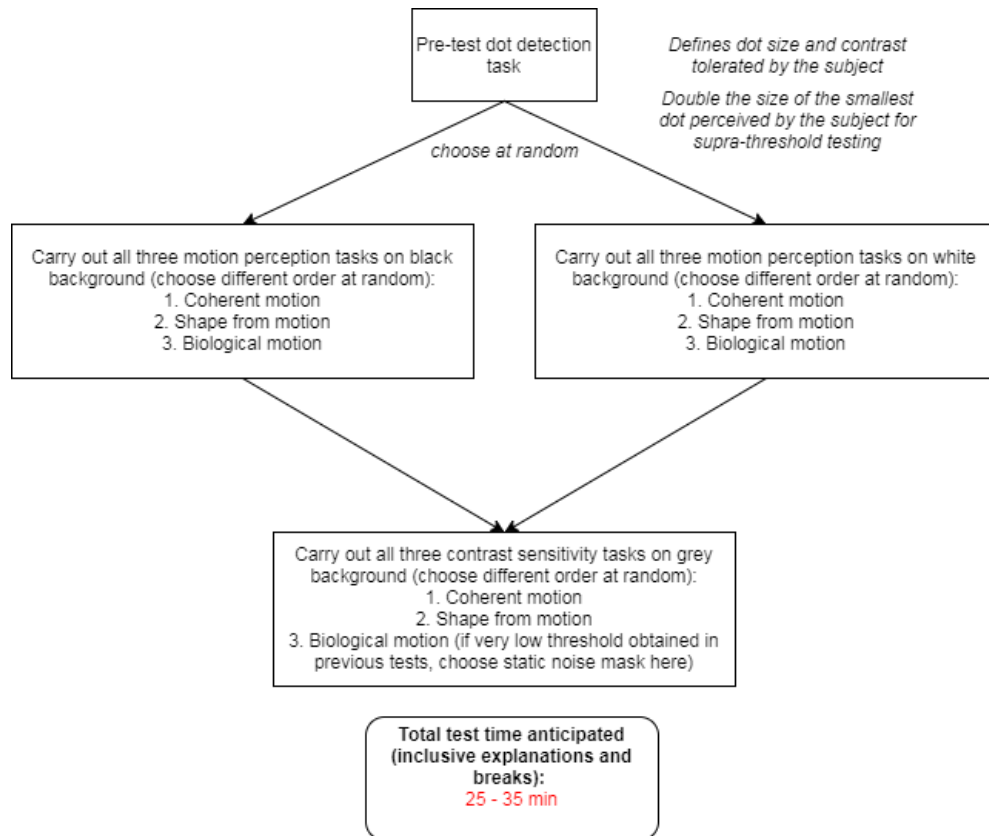 Pre-test dot detection
task
Defines dot size and contrast
tolerated by the subject
Double the size of the smallest
dot perceived by the subject for
supra-threshold testing
choose at random
Carry out all three motion perception tasks on black
background (choose different order at random):
1. Coherent motion
2. Shape from motion
3. Biological motion
Carry out all three motion perception tasks on white
background (choose different order at random):
1. Coherent motion
2. Shape from motion
3. Biological motion
Carry out all three contrast sensitivity tasks on grey
background (choose different order at random):
1. Coherent motion
2. Shape from motion
3. Biological motion (if very low threshold obtained in
previous tests, choose static noise mask here)
Total test time anticipated
(inclusive explanations and
breaks):
25 - 35 min